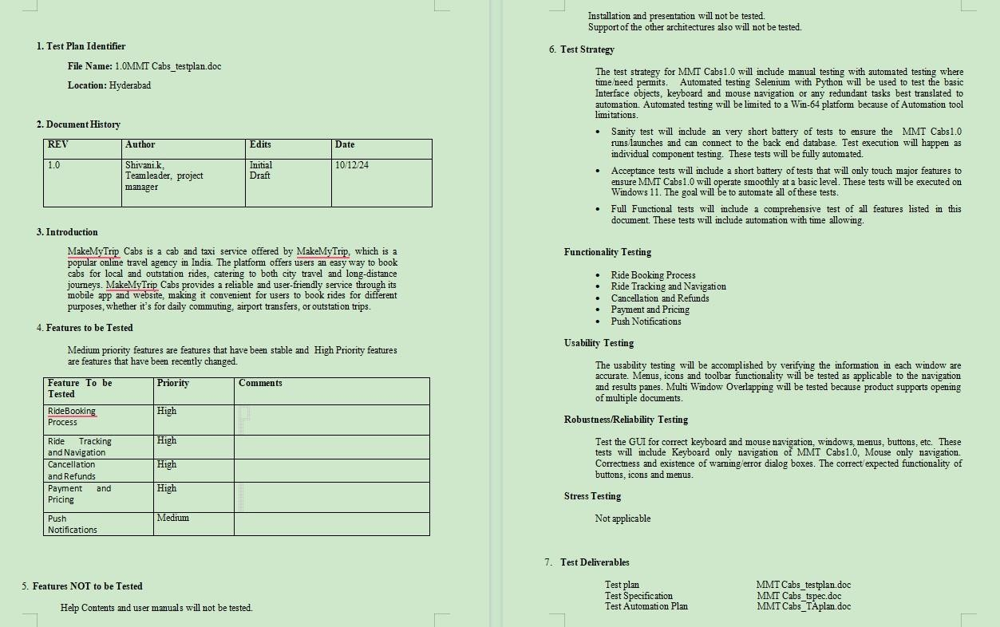 1. Test Plan Identifier
File Name: 1.0MMT Cabs_testplan.doc
Location: Hyderabad
2. Document History
REV Author Edits Date
1.0 Shivani.k, Initial 10/12/24
Teamleader, project Draft
manager
3. Introduction
MakeMyTrip Cabs is a cab and taxi service offered by MakeMyTrip, which is a
popular online travel agency in India. The platform offers users an easy way to book
cabs for local and outstation rides, catering to both city travel and long-distance
journeys. MakeMyTrip Cabs provides a reliable and user-friendly service through its
mobile app and website, making it convenient for users to book rides for different
purposes, whether it's for daily commuting, airport transfers, or outstation trips.
4. Features to be Tested
Medium priority features are features that have been stable and High Priority features
are features that have been recently changed.
Feature To be Priority Comments
Tested
RideBooking High
Process
Ride Tracking High
and Navigation
Cancellation High
and Refunds
Payment and High
Pricing
Push Medium
Notifications
5. Features NOT to be Tested
Help Contents and user manuals will not be tested.
Installation and presentation will not be tested.
Support of the other architectures also will not be tested.
6. Test Strategy
The test strategy for MMT Cabs1.0 will include manual testing with automated testing where
time/need permits. Automated testing Selenium with Python will be used to test the basic
Interface objects, keyboard and mouse navigation or any redundant tasks best translated to
automation. Automated testing will be limited to a Win-64 platform because of Automation tool
limitations.
• Sanity test will include an very short battery of tests to ensure the MMT Cabs1.0
runs/launches and can connect to the back end database. Test execution will happen as
individual component testing. These tests will be fully automated.
• Acceptance tests will include a short battery of tests that will only touch major features to
ensure MMT Cabs1.0 will operate smoothly at a basic level. These tests will be executed on
Windows 11. The goal will be to automate all of these tests.
• Full Functional tests will include a comprehensive test of all features listed in this
document. These tests will include automation with time allowing.
Functionality Testing
• Ride Booking Process
• Ride Tracking and Navigation
• Cancellation and Refunds
• Payment and Pricing
• Push Notifications
Usability Testing
The usability testing will be accomplished by verifying the information in each window are
accurate. Menus, icons and toolbar functionality will be tested as applicable to the navigation
and results panes. Multi Window Overlapping will be tested because product supports opening
of multiple documents.
Robustness/Reliability Testing
Test the GUI for correct keyboard and mouse navigation, windows, menus, buttons, etc. These
tests will include Keyboard only navigation of MMT Cabs1.0, Mouse only navigation.
Correctness and existence of warning/error dialog boxes. The correct/expected functionality of
buttons, icons and menus.
Stress Testing
Not applicable
7. Test Deliverables
Test plan MMT Cabs_testplan.doc
Test Specification MMT Cabs_tspec.doc
Test Automation Plan MMT Cabs_TAplan.doc